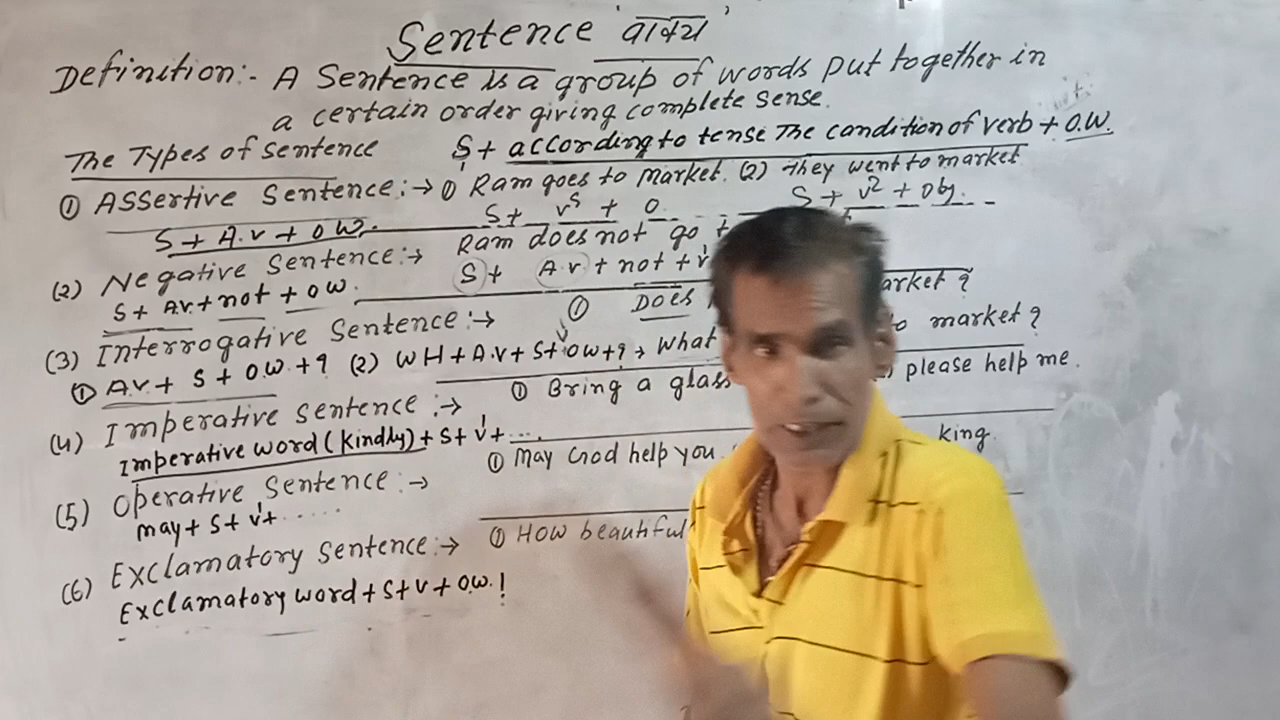 Sentence 'वाक्य'
Definition:- A Sentence is a group of words put together in
a certain order giving complete sense.
The Types of sentence S+ according to tense The condition of verb + O.W.
① Assertive Sentence:→ ① Ram goes to market. (2) They went to market
S+ v^s + O S + v² + obj.
S + A.v + O W.
(2) Negative Sentence:→ Ram does not go
S+ A.v + not + v'
S+ Av. + not + OW.
(3) Interrogative Sentence:→ ① Does market?
① A.v + S + O.W + ? (2) WH + A.V + S + OW + ? → What to market?
(4) Imperative sentence:→ ① Bring a glass please help me.
Imperative word (kindly) + S + v' + ....
(5) Operative Sentence:→ ① May God help you. king.
may + S + v' + .....
(6) Exclamatory sentence:→ ① How beautiful
Exclamatory word + S + v + O.W. !